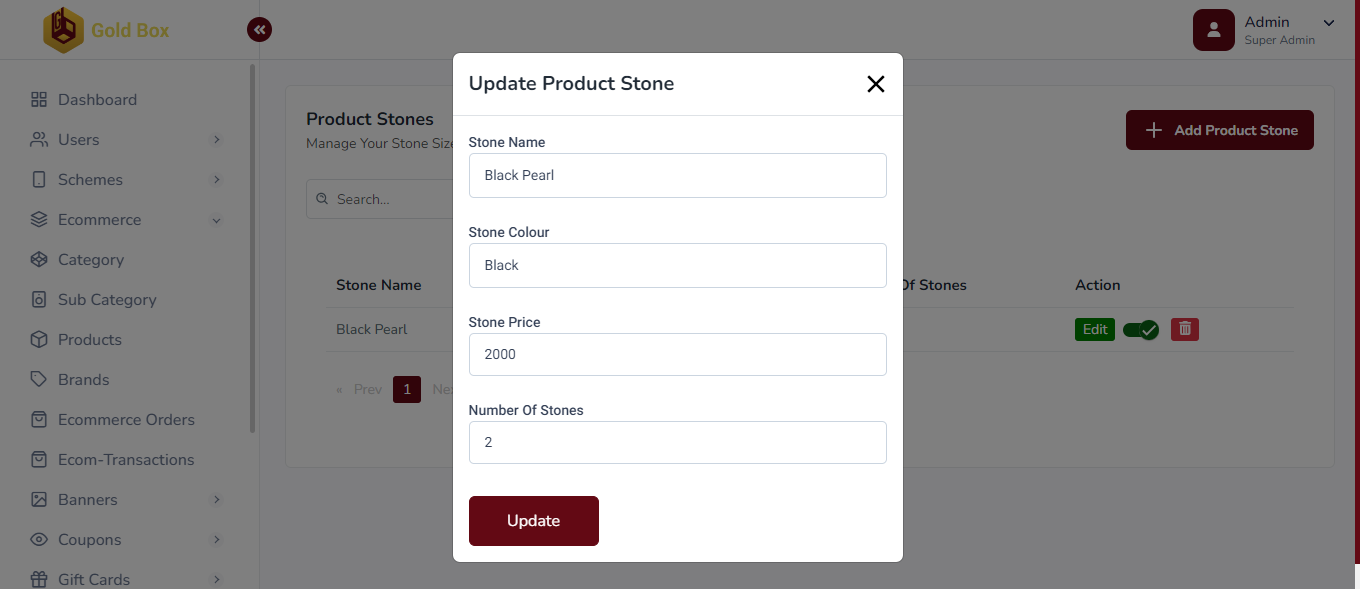 Gold Box
Admin
Super Admin
Dashboard
Users
Schemes
Ecommerce
Category
Sub Category
Products
Brands
Ecommerce Orders
Ecom-Transactions
Banners
Coupons
Gift Cards
Product Stones
Manage Your Stone Size
Add Product Stone
Search...
Stone Name
Of Stones
Action
Black Pearl
Edit
« Prev 1
Update Product Stone
Stone Name
Black Pearl
Stone Colour
Black
Stone Price
2000
Number Of Stones
2
Update